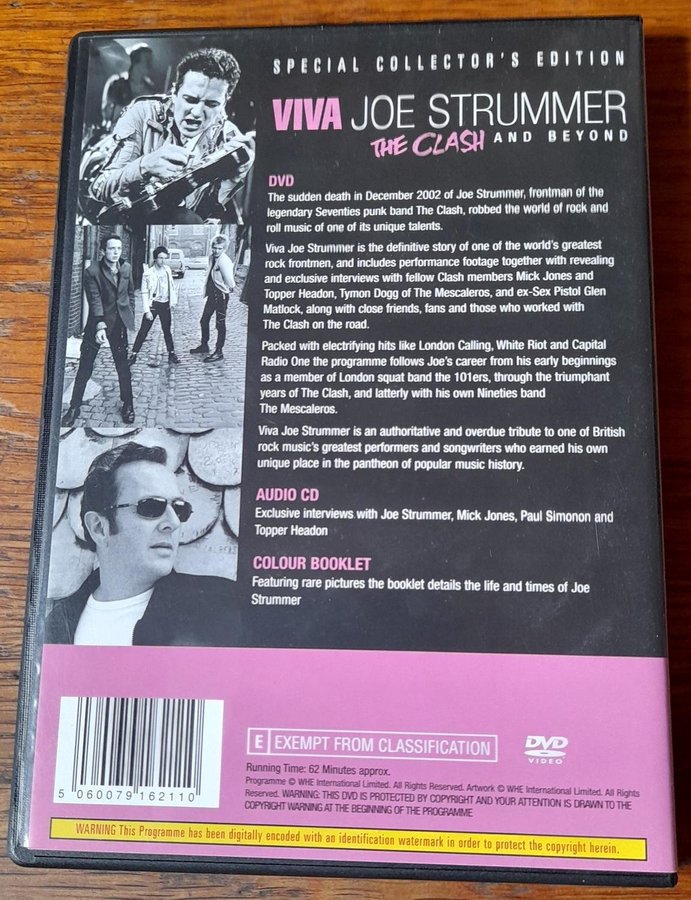 SPECIAL COLLECTOR'S EDITION
VIVA JOE STRUMMER
THE CLASH AND BEYOND
DVD
The sudden death in December 2002 of Joe Strummer, frontman of the
legendary Seventies punk band The Clash, robbed the world of rock and
roll music of one of its unique talents.
Viva Joe Strummer is the definitive story of one of the world's greatest
rock frontmen, and includes performance footage together with revealing
and exclusive interviews with fellow Clash members Mick Jones and
Topper Headon, Tymon Dogg of The Mescaleros, and ex-Sex Pistol Glen
Matlock, along with close friends, fans and those who worked with
The Clash on the road.
Packed with electrifying hits like London Calling, White Riot and Capital
Radio One the programme follows Joe's career from his early beginnings
as a member of London squat band the 101ers, through the triumphant
years of The Clash, and latterly with his own Nineties band
The Mescaleros.
Viva Joe Strummer is an authoritative and overdue tribute to one of British
rock music's greatest performers and songwriters who earned his own
unique place in the pantheon of popular music history.
AUDIO CD
Exclusive interviews with Joe Strummer, Mick Jones, Paul Simonon and
Topper Headon
COLOUR BOOKLET
Featuring rare pictures the booklet details the life and times of Joe
Strummer
E EXEMPT FROM CLASSIFICATION
DVD
VIDEO
Running Time: 62 Minutes approx.
Programme © WHE International Limited. All Rights Reserved. Artwork © WHE International Limited. All Rights
Reserved. WARNING: THIS DVD IS PROTECTED BY COPYRIGHT AND YOUR ATTENTION IS DRAWN TO THE
COPYRIGHT WARNING AT THE BEGINNING OF THE PROGRAMME
5 060079 162110
WARNING This Programme has been digitally encoded with an identification watermark in order to protect the copyright herein.